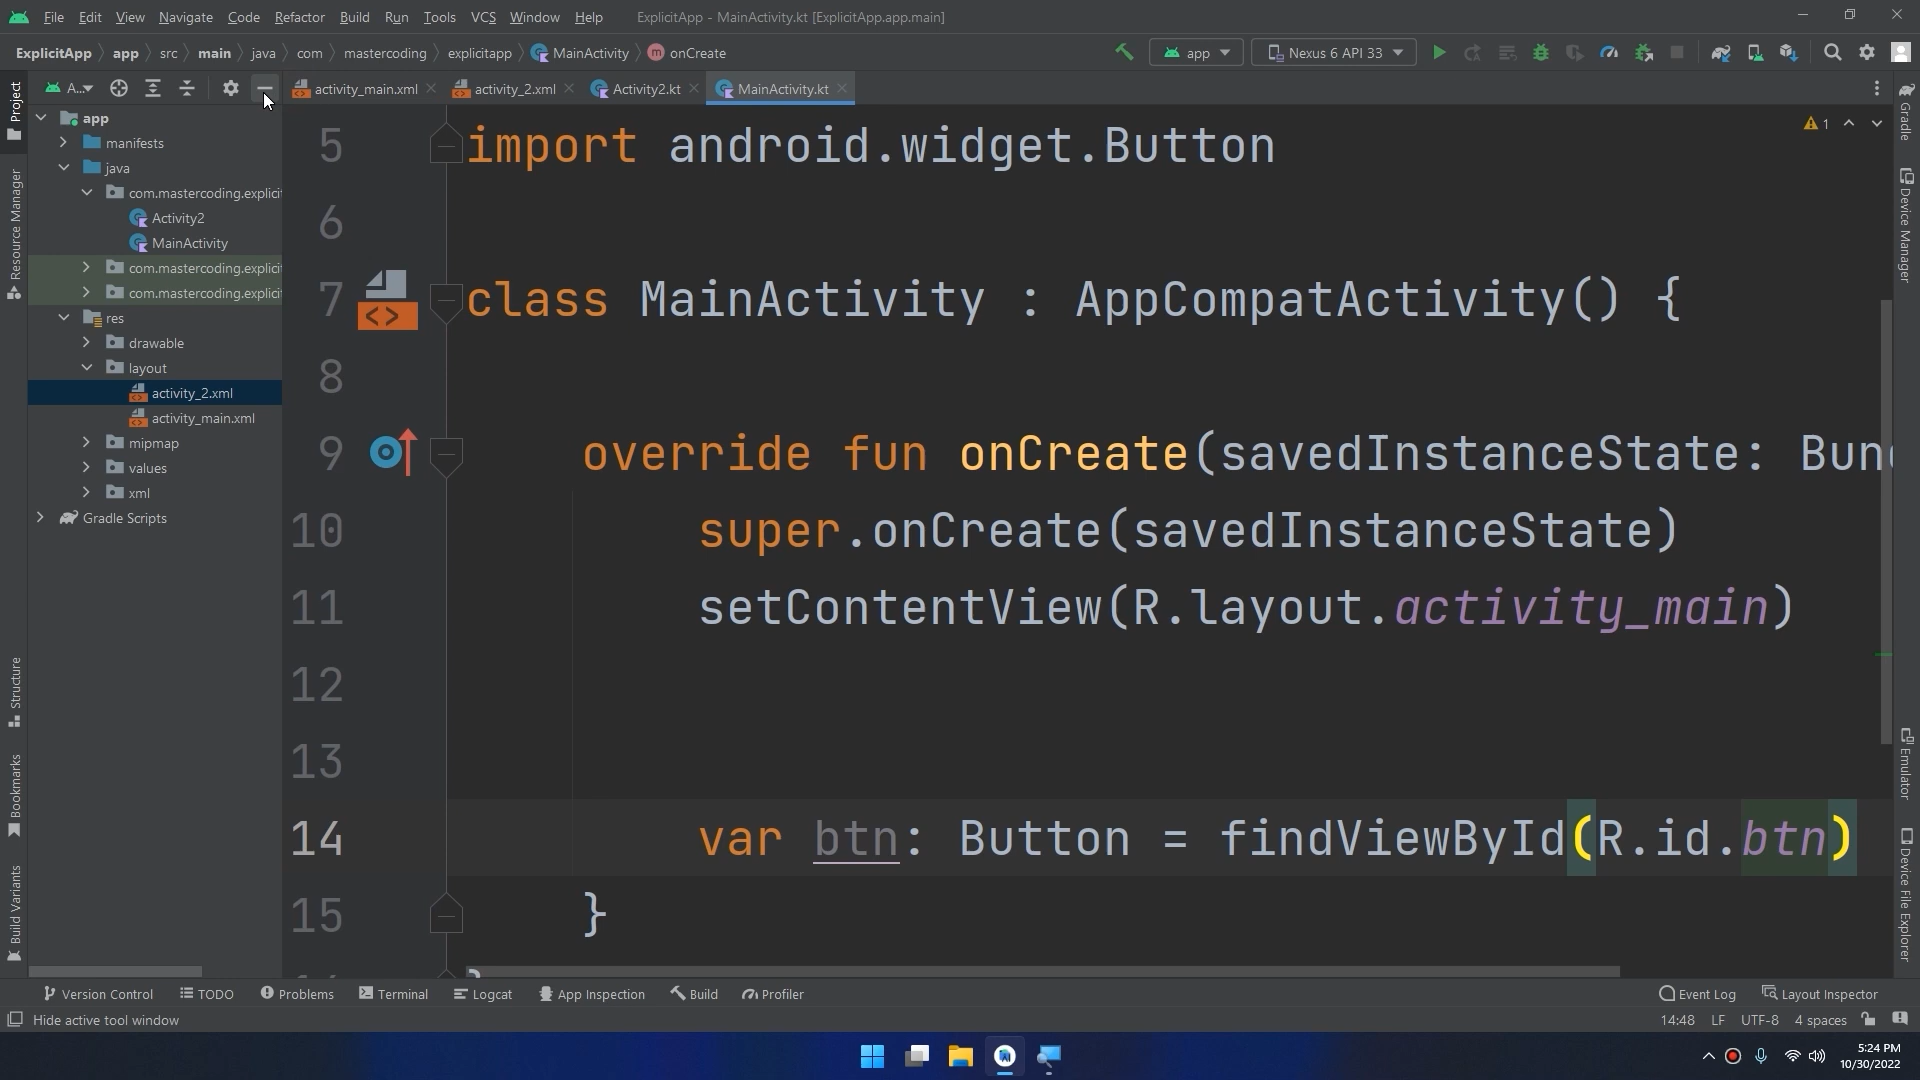 File Edit View Navigate Code Refactor Build Run Tools VCS Window Help ExplicitApp - MainActivity.kt [ExplicitApp.app.main]
ExplicitApp app src main java com mastercoding explicitapp MainActivity onCreate app Nexus 6 API 33
A... activity_main.xml activity_2.xml Activity2.kt MainActivity.kt
Project
Resource Manager
Structure
Bookmarks
Build Variants
app
manifests
java
com.mastercoding.explicit
Activity2
MainActivity
com.mastercoding.explicit
com.mastercoding.explicit
res
drawable
layout
activity_2.xml
activity_main.xml
mipmap
values
xml
Gradle Scripts
1
5 import android.widget.Button
6
7 class MainActivity : AppCompatActivity() {
8
9 override fun onCreate(savedInstanceState: Bun
10 super.onCreate(savedInstanceState)
11 setContentView(R.layout.activity_main)
12
13
14 var btn: Button = findViewById(R.id.btn)
15 }
Gradle
Device Manager
Emulator
Device File Explorer
Version Control TODO Problems Terminal Logcat App Inspection Build Profiler Event Log Layout Inspector
Hide active tool window 14:48 LF UTF-8 4 spaces
5:24 PM
10/30/2022